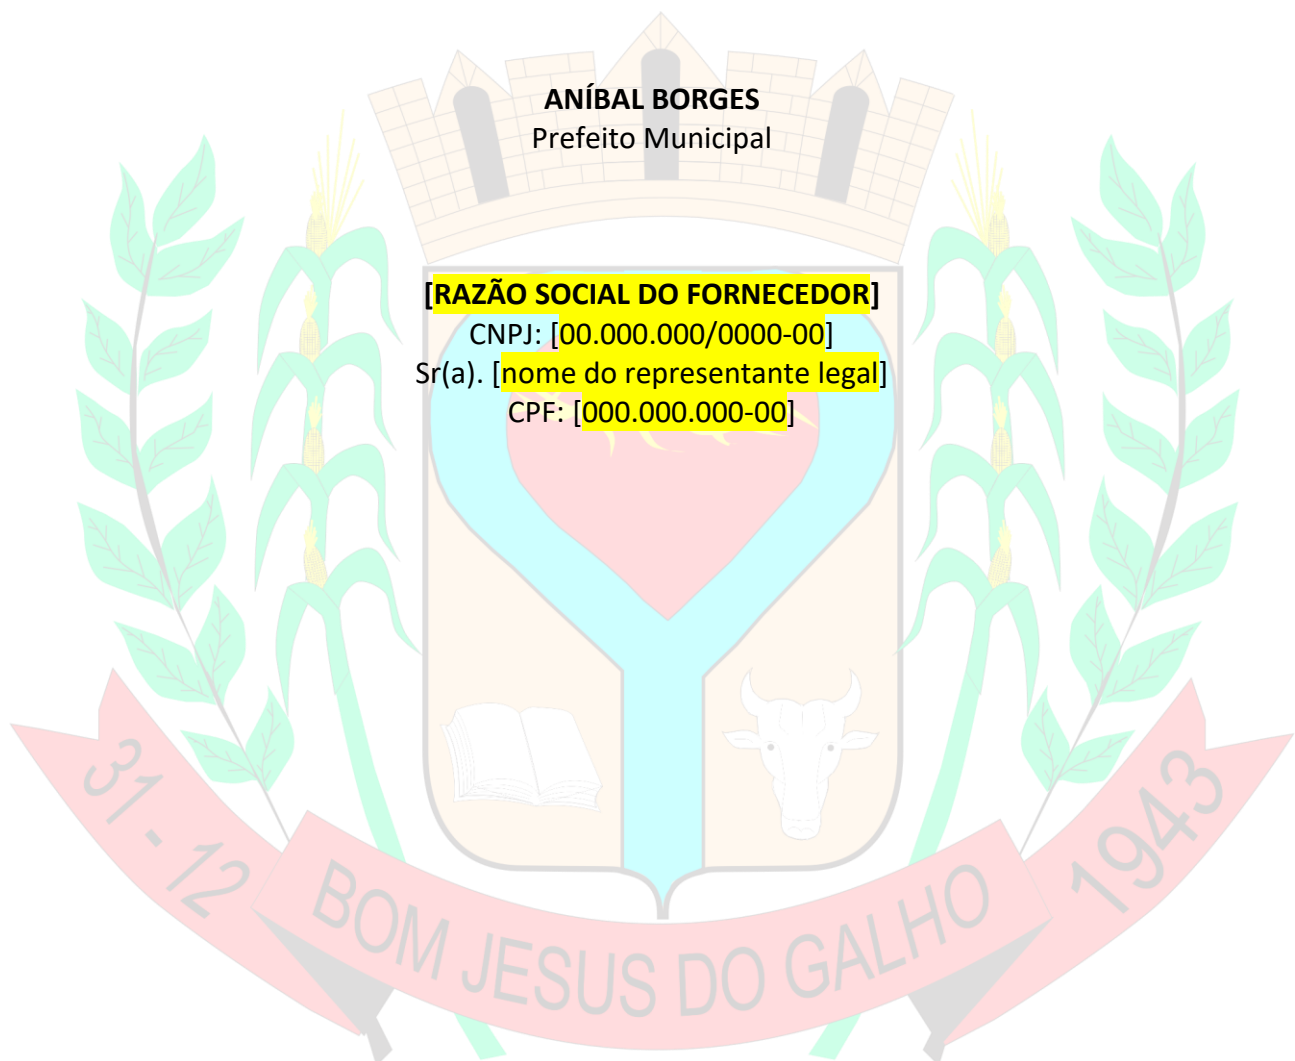 ANÍBAL BORGES
Prefeito Municipal
[RAZÃO SOCIAL DO FORNECEDOR]
CNPJ: [00.000.000/0000-00]
Sr(a). [nome do representante legal]
CPF: [000.000.000-00]
31 - 12 BOM JESUS DO GALHO 1943